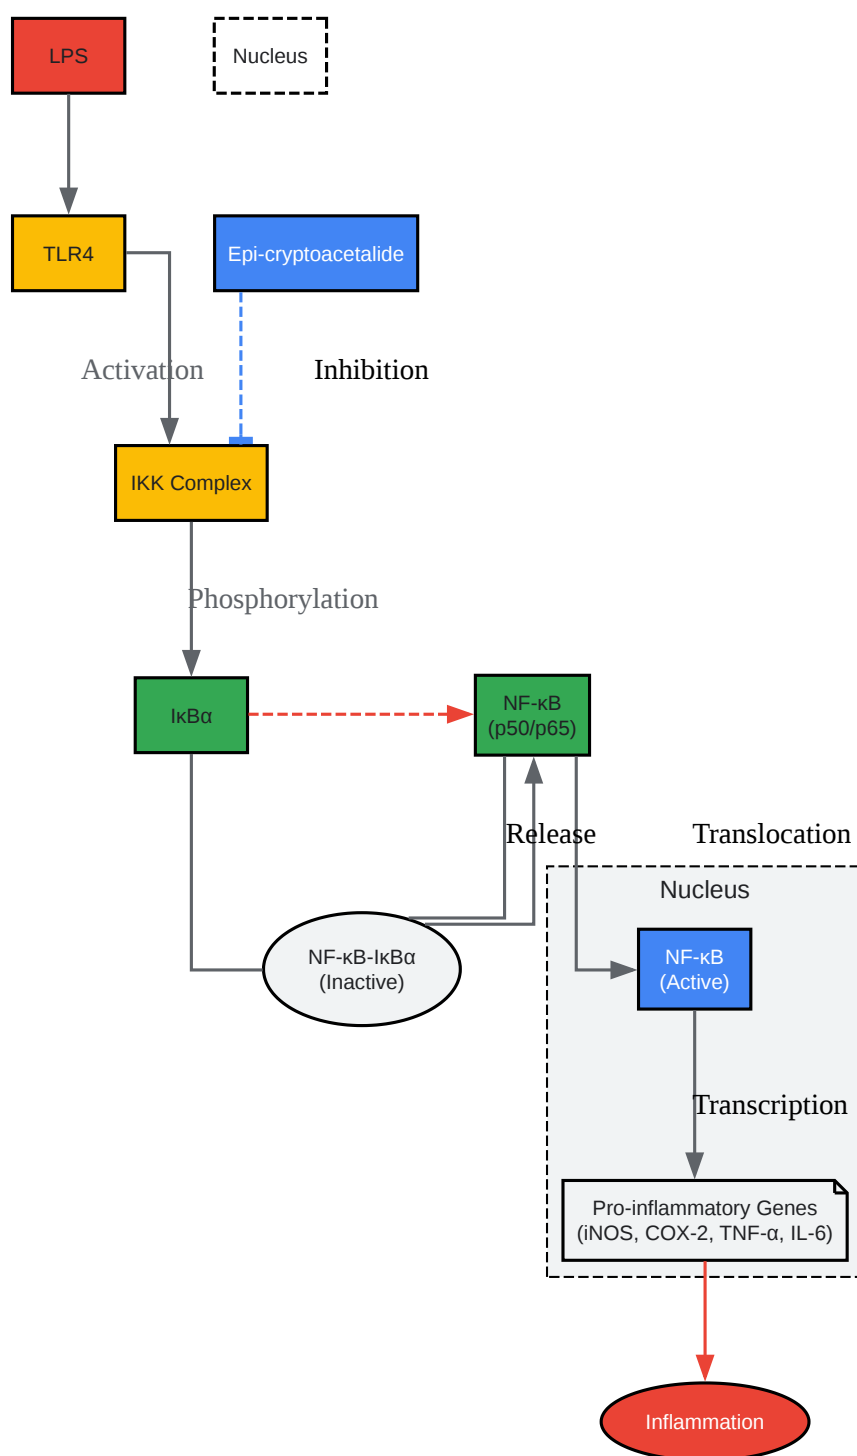 LPS
Nucleus
TLR4
Epi-cryptoacetalide
Activation
Inhibition
IKK Complex
Phosphorylation
IκBα
NF-κB
(p50/p65)
Release
Translocation
Nucleus
NF-κB-IκBα
(Inactive)
NF-κB
(Active)
Transcription
Pro-inflammatory Genes
(iNOS, COX-2, TNF-α, IL-6)
Inflammation